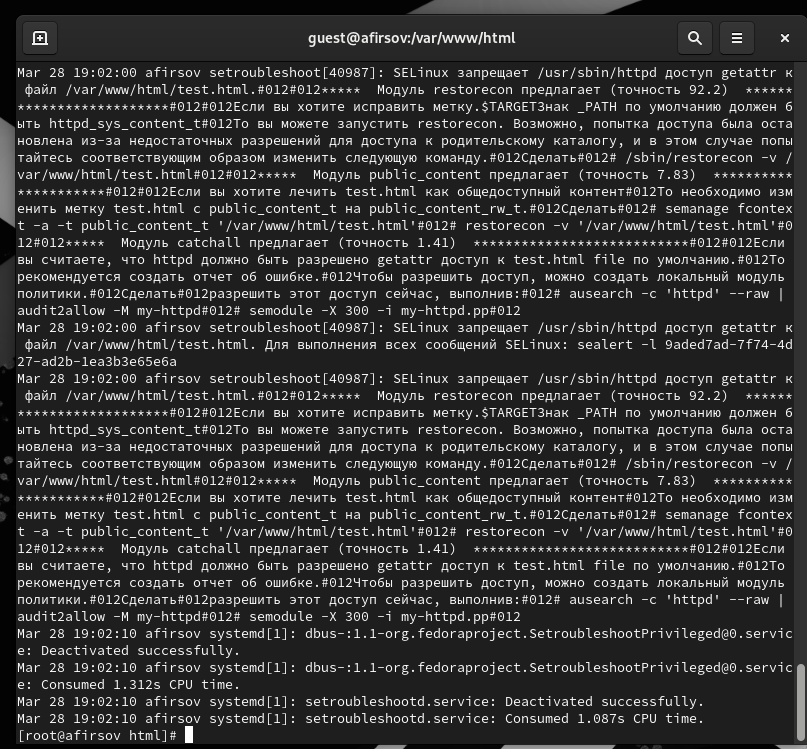 guest@afirsov:/var/www/html
Mar 28 19:02:00 afirsov setroubleshoot[40987]: SELinux запрещает /usr/sbin/httpd доступ getattr к
 файл /var/www/html/test.html.#012#012*****  Модуль restorecon предлагает (точность 92.2)  ******
*******************#012#012Если вы хотите исправить метку.$TARGETЗнак _PATH по умолчанию должен б
ыть httpd_sys_content_t#012То вы можете запустить restorecon. Возможно, попытка доступа была оста
новлена из-за недостаточных разрешений для доступа к родительскому каталогу, и в этом случае попы
тайтесь соответствующим образом изменить следующую команду.#012Сделать#012# /sbin/restorecon -v /
var/www/html/test.html#012#012*****  Модуль public_content предлагает (точность 7.83)  **********
***********#012#012Если вы хотите лечить test.html как общедоступный контент#012То необходимо изм
енить метку test.html с public_content_t на public_content_rw_t.#012Сделать#012# semanage fcontex
t -a -t public_content_t '/var/www/html/test.html'#012# restorecon -v '/var/www/html/test.html'#0
12#012*****  Модуль catchall предлагает (точность 1.41)  **************************#012#012Если
вы считаете, что httpd должно быть разрешено getattr доступ к test.html file по умолчанию.#012То
рекомендуется создать отчет об ошибке.#012Чтобы разрешить доступ, можно создать локальный модуль
политики.#012Сделать#012разрешить этот доступ сейчас, выполнив:#012# ausearch -c 'httpd' --raw |
audit2allow -M my-httpd#012# semodule -X 300 -i my-httpd.pp#012
Mar 28 19:02:00 afirsov setroubleshoot[40987]: SELinux запрещает /usr/sbin/httpd доступ getattr к
 файл /var/www/html/test.html. Для выполнения всех сообщений SELinux: sealert -l 9aded7ad-7f74-4d
27-ad2b-1ea3b3e65e6a
Mar 28 19:02:00 afirsov setroubleshoot[40987]: SELinux запрещает /usr/sbin/httpd доступ getattr к
 файл /var/www/html/test.html.#012#012*****  Модуль restorecon предлагает (точность 92.2)  ******
*******************#012#012Если вы хотите исправить метку.$TARGETЗнак _PATH по умолчанию должен б
ыть httpd_sys_content_t#012То вы можете запустить restorecon. Возможно, попытка доступа была оста
новлена из-за недостаточных разрешений для доступа к родительскому каталогу, и в этом случае попы
тайтесь соответствующим образом изменить следующую команду.#012Сделать#012# /sbin/restorecon -v /
var/www/html/test.html#012#012*****  Модуль public_content предлагает (точность 7.83)  **********
***********#012#012Если вы хотите лечить test.html как общедоступный контент#012То необходимо изм
енить метку test.html с public_content_t на public_content_rw_t.#012Сделать#012# semanage fcontex
t -a -t public_content_t '/var/www/html/test.html'#012# restorecon -v '/var/www/html/test.html'#0
12#012*****  Модуль catchall предлагает (точность 1.41)  **************************#012#012Если
вы считаете, что httpd должно быть разрешено getattr доступ к test.html file по умолчанию.#012То
рекомендуется создать отчет об ошибке.#012Чтобы разрешить доступ, можно создать локальный модуль
политики.#012Сделать#012разрешить этот доступ сейчас, выполнив:#012# ausearch -c 'httpd' --raw |
audit2allow -M my-httpd#012# semodule -X 300 -i my-httpd.pp#012
Mar 28 19:02:10 afirsov systemd[1]: dbus-:1.1-org.fedoraproject.SetroubleshootPrivileged@0.servic
e: Deactivated successfully.
Mar 28 19:02:10 afirsov systemd[1]: dbus-:1.1-org.fedoraproject.SetroubleshootPrivileged@0.servic
e: Consumed 1.312s CPU time.
Mar 28 19:02:10 afirsov systemd[1]: setroubleshootd.service: Deactivated successfully.
Mar 28 19:02:10 afirsov systemd[1]: setroubleshootd.service: Consumed 1.087s CPU time.
[root@afirsov html]#